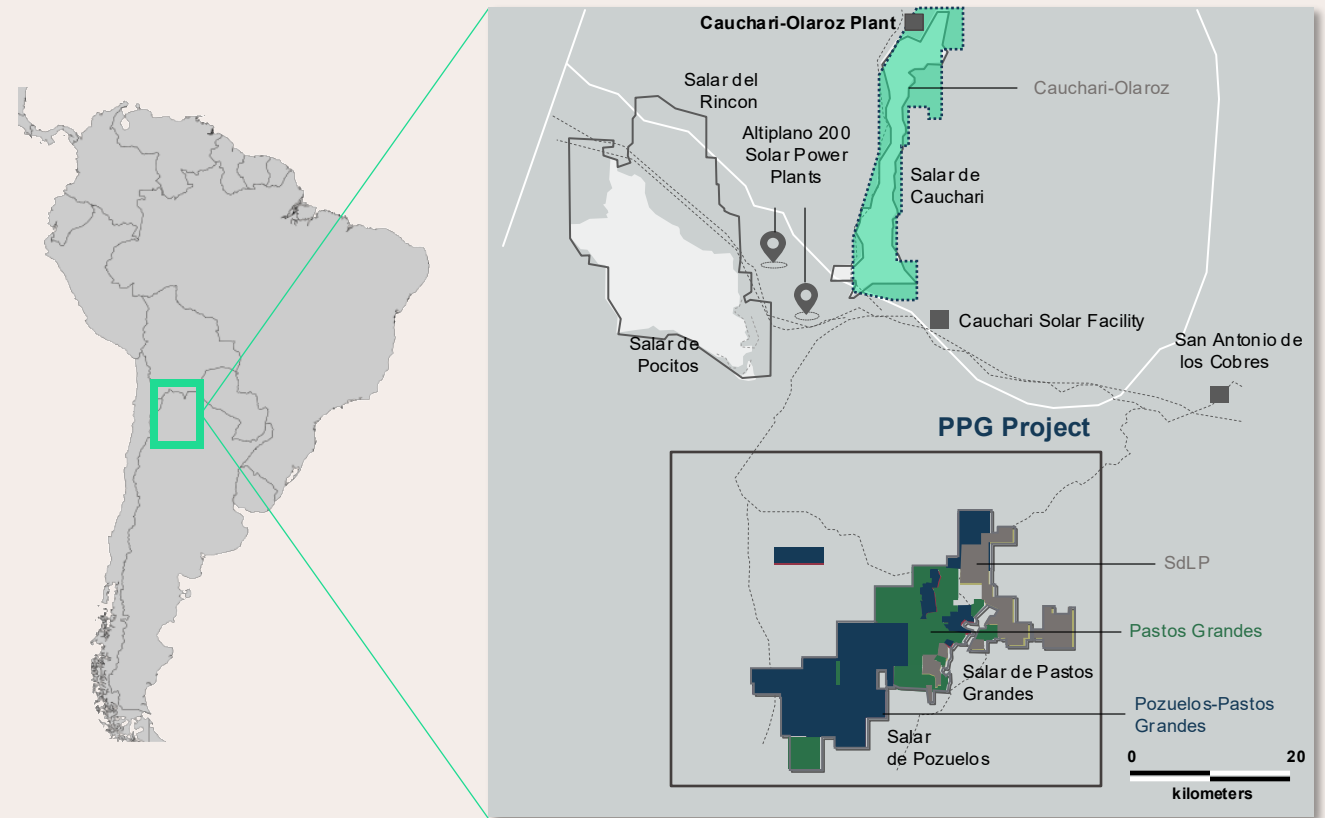 Cauchari-Olaroz Plant
Salar del
Rincon
Cauchari-Olaroz
Altiplano 200
Solar Power
Plants
Salar de
Cauchari
Cauchari Solar Facility
Salar de
Pocitos
San Antonio de
los Cobres
PPG Project
SdLP
Pastos Grandes
Salar de Pastos
Grandes
Pozuelos-Pastos
Grandes
Salar
de Pozuelos
0 20
kilometers